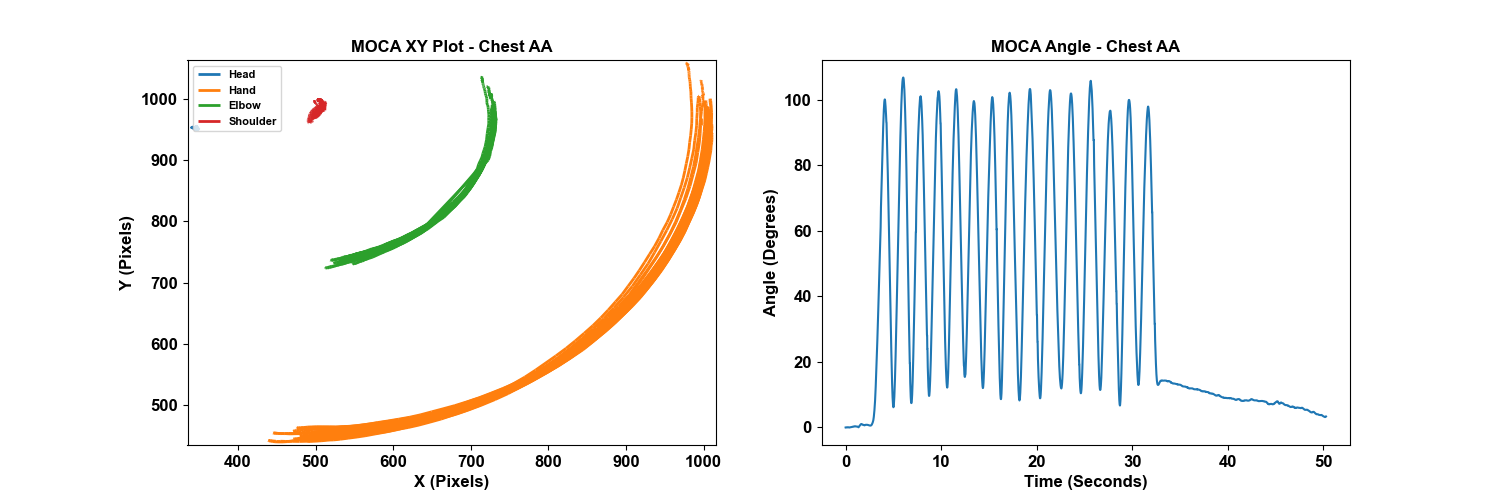 MOCA XY Plot - Chest AA
Head
Hand
Elbow
Shoulder
1000
900
800
700
600
500
Y (Pixels)
400 500 600 700 800 900 1000
X (Pixels)
MOCA Angle - Chest AA
100
80
60
40
20
0
Angle (Degrees)
0 10 20 30 40 50
Time (Seconds)